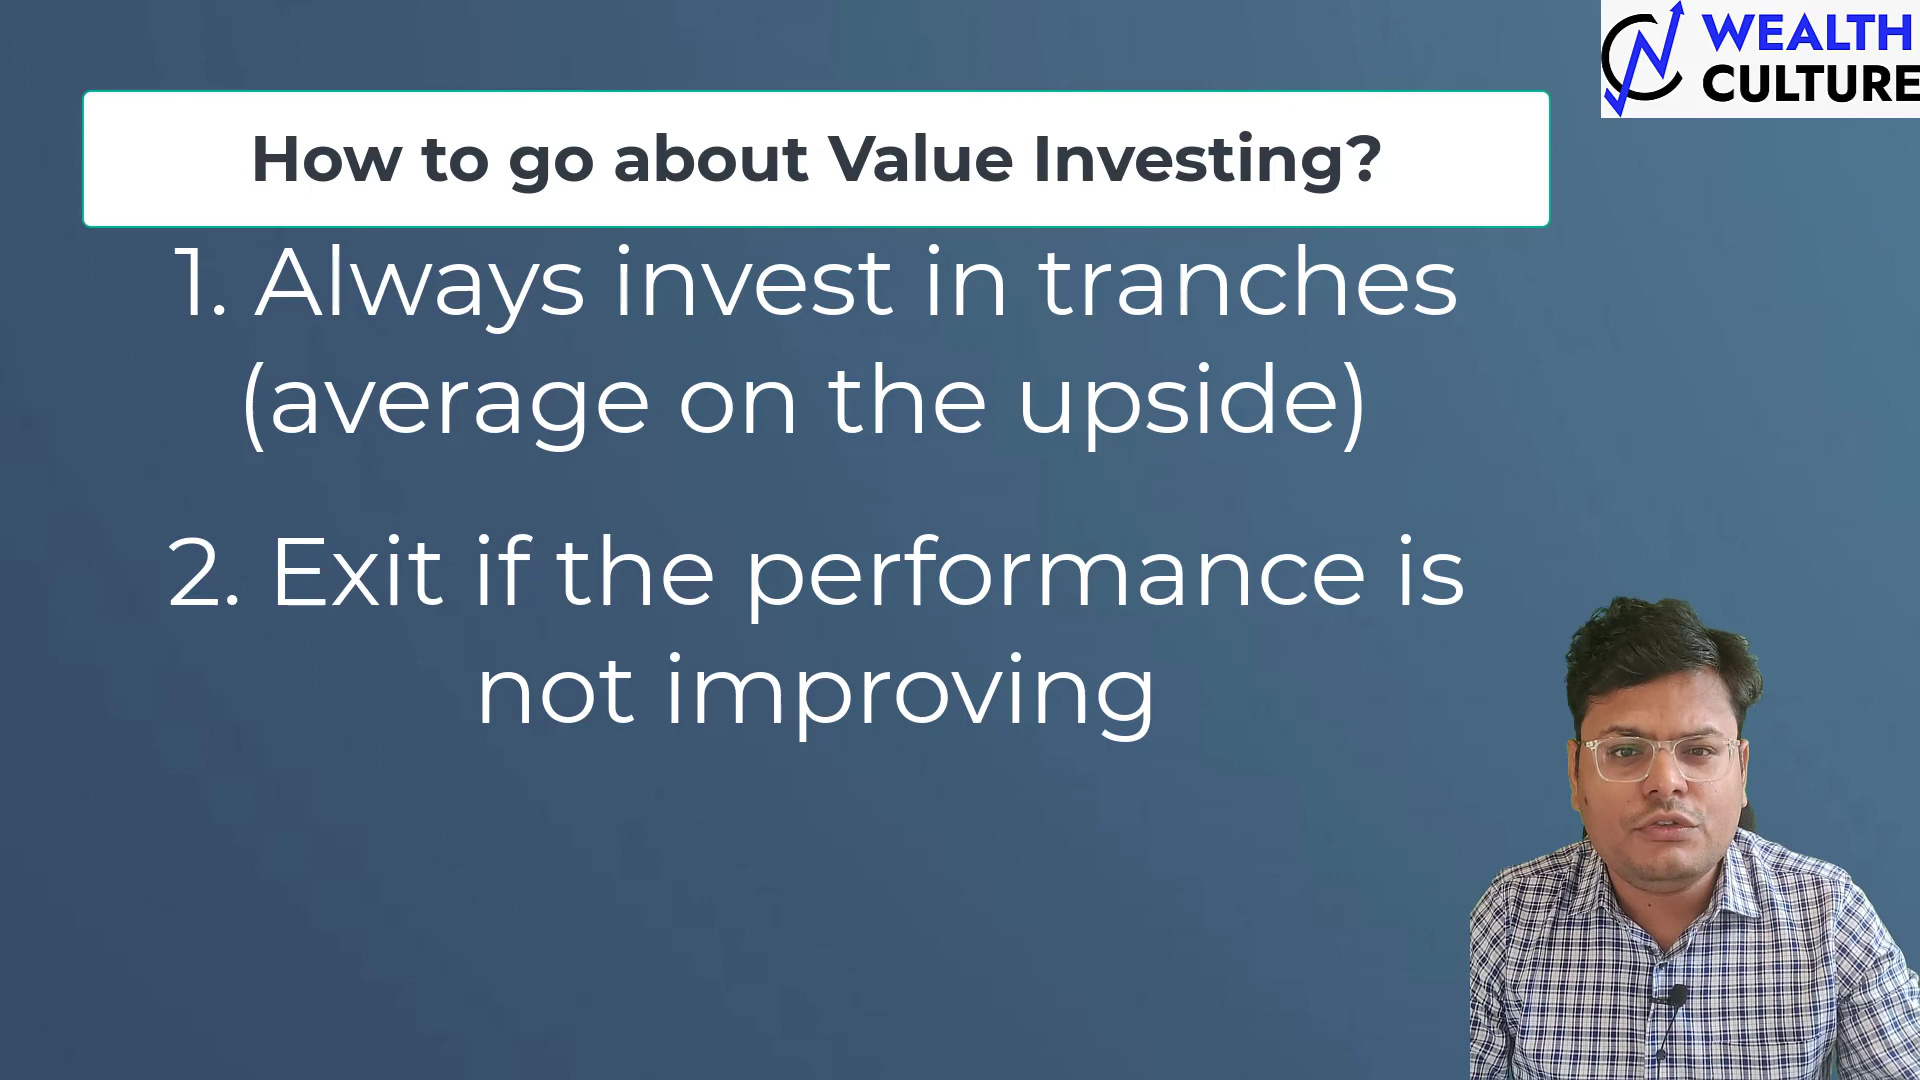 WEALTH
CULTURE
How to go about Value Investing?
1. Always invest in tranches
(average on the upside)
2. Exit if the performance is
not improving